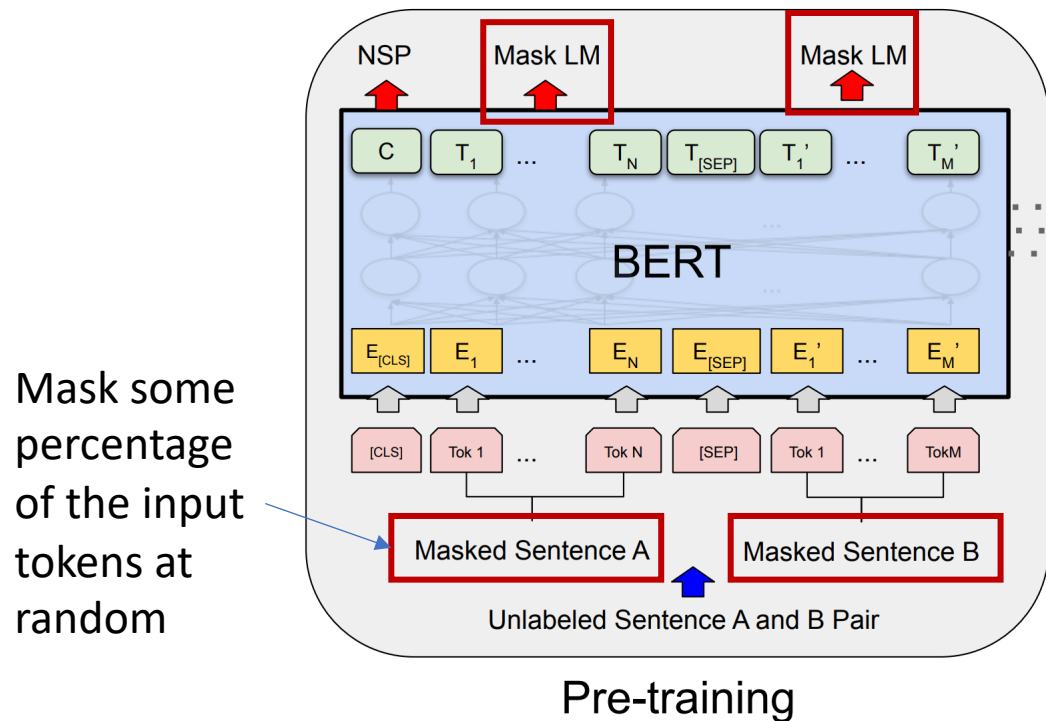 NSP Mask LM Mask LM
C T1 ... TN T[SEP] T1’ ... TM’
...
BERT
...
E[CLS] E1 ... EN E[SEP] E1’ ... EM’
[CLS] Tok 1 ... Tok N [SEP] Tok 1 ... TokM
Masked Sentence A Masked Sentence B
Unlabeled Sentence A and B Pair
Pre-training
Mask some
percentage
of the input
tokens at
random